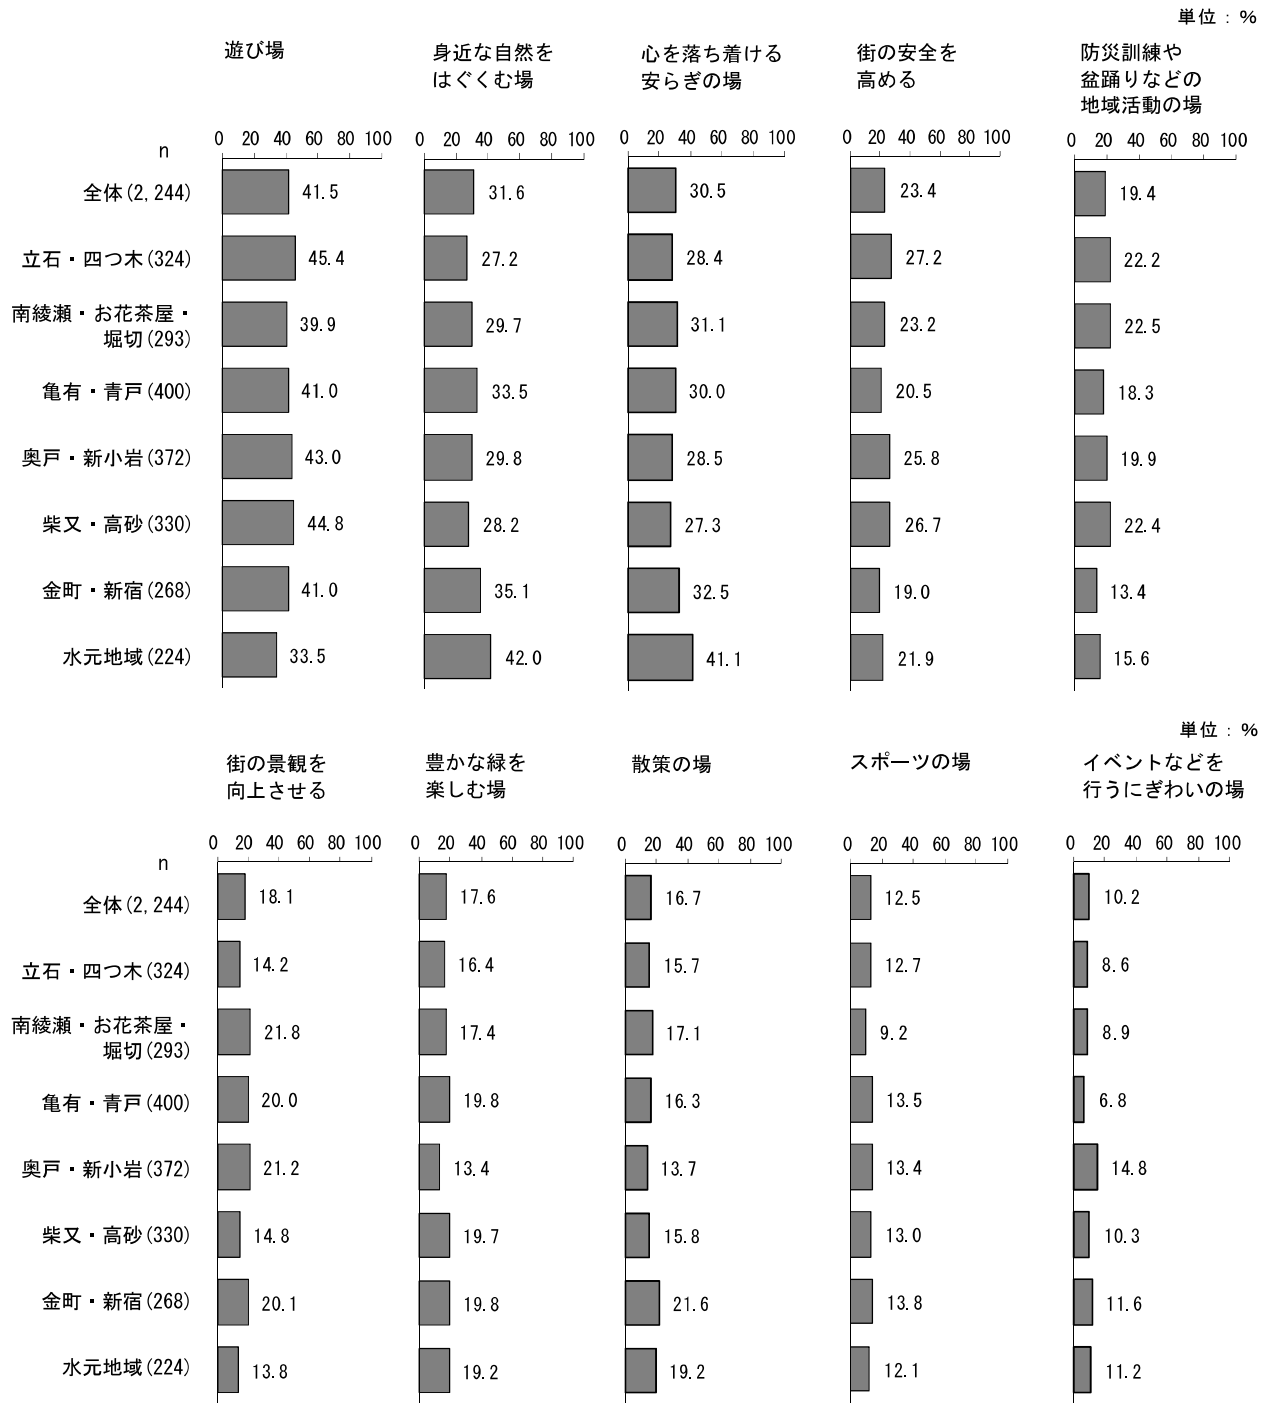 単位：％
遊び場
身近な自然を
はぐくむ場
心を落ち着ける
安らぎの場
街の安全を
高める
防災訓練や
盆踊りなどの
地域活動の場
0 20 40 60 80 100 0 20 40 60 80 100 0 20 40 60 80 100 0 20 40 60 80 100 0 20 40 60 80 100
n
全体(2,244) 41.5 31.6 30.5 23.4 19.4
立石・四つ木(324) 45.4 27.2 28.4 27.2 22.2
南綾瀬・お花茶屋・
堀切(293) 39.9 29.7 31.1 23.2 22.5
亀有・青戸(400) 41.0 33.5 30.0 20.5 18.3
奥戸・新小岩(372) 43.0 29.8 28.5 25.8 19.9
柴又・高砂(330) 44.8 28.2 27.3 26.7 22.4
金町・新宿(268) 41.0 35.1 32.5 19.0 13.4
水元地域(224) 33.5 42.0 41.1 21.9 15.6
単位：％
街の景観を
向上させる
豊かな緑を
楽しむ場
散策の場
スポーツの場
イベントなどを
行うにぎわいの場
0 20 40 60 80 100 0 20 40 60 80 100 0 20 40 60 80 100 0 20 40 60 80 100 0 20 40 60 80 100
n
全体(2,244) 18.1 17.6 16.7 12.5 10.2
立石・四つ木(324) 14.2 16.4 15.7 12.7 8.6
南綾瀬・お花茶屋・
堀切(293) 21.8 17.4 17.1 9.2 8.9
亀有・青戸(400) 20.0 19.8 16.3 13.5 6.8
奥戸・新小岩(372) 21.2 13.4 13.7 13.4 14.8
柴又・高砂(330) 14.8 19.7 15.8 13.0 10.3
金町・新宿(268) 20.1 19.8 21.6 13.8 11.6
水元地域(224) 13.8 19.2 19.2 12.1 11.2